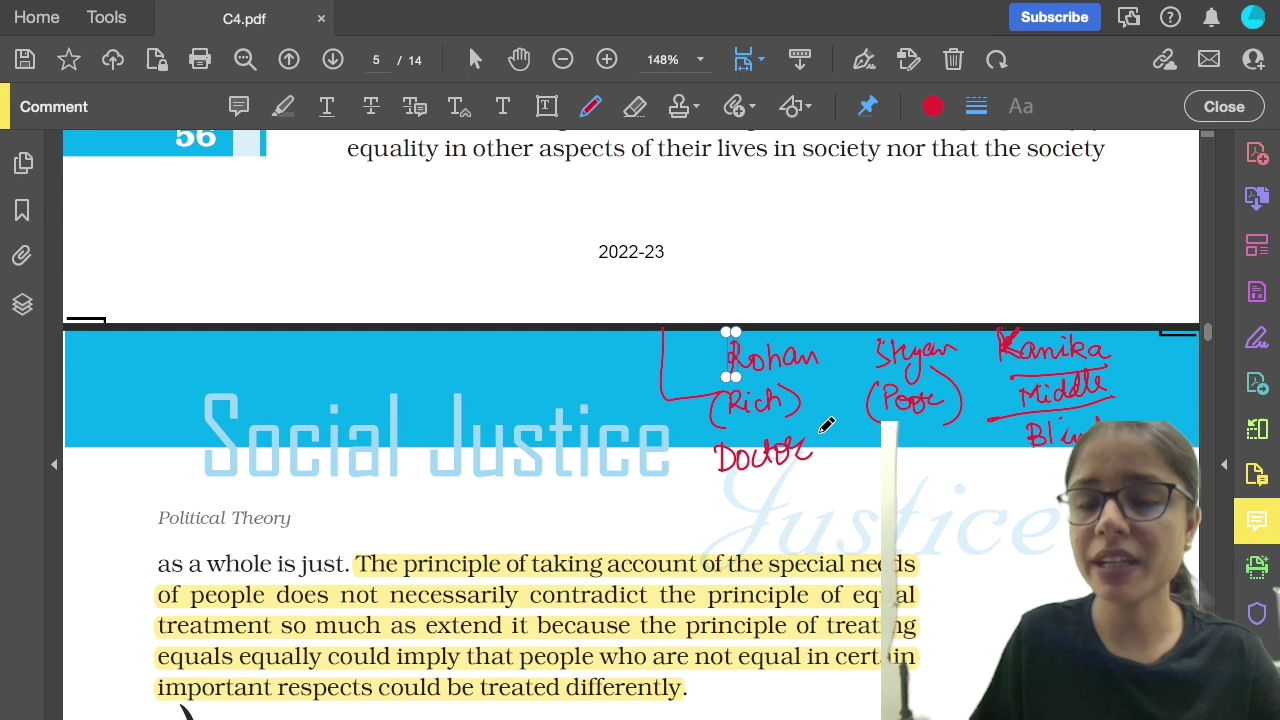 Home Tools C4.pdf × Subscribe
5 / 14 148%
Comment Aa Close
56
equality in other aspects of their lives in society nor that the society
2022-23
Rohan Kanika
(Rich) (Poor) Middle
Doctor
Social Justice
Justice
Political Theory
as a whole is just. The principle of taking account of the special needs
of people does not necessarily contradict the principle of equal
treatment so much as extend it because the principle of treating
equals equally could imply that people who are not equal in certain
important respects could be treated differently.